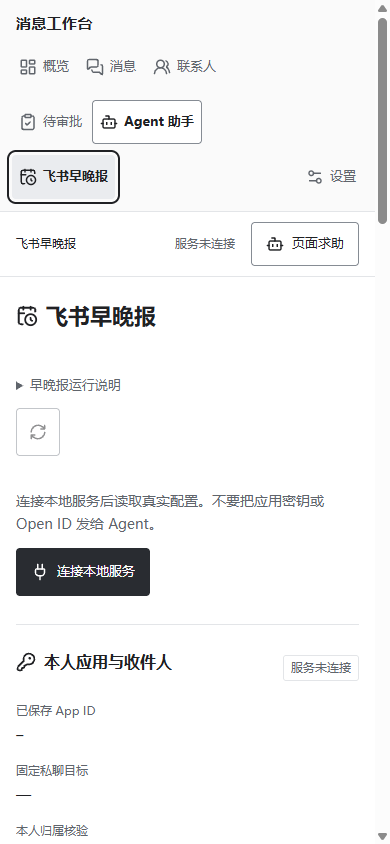 消息工作台
概览 消息 联系人
待审批 Agent 助手
飞书早晚报 设置
飞书早晚报 服务未连接 页面求助
飞书早晚报
早晚报运行说明
连接本地服务后读取真实配置。不要把应用密钥或
Open ID 发给 Agent。
连接本地服务
本人应用与收件人 服务未连接
已保存 App ID
–
固定私聊目标
—
本人归属核验